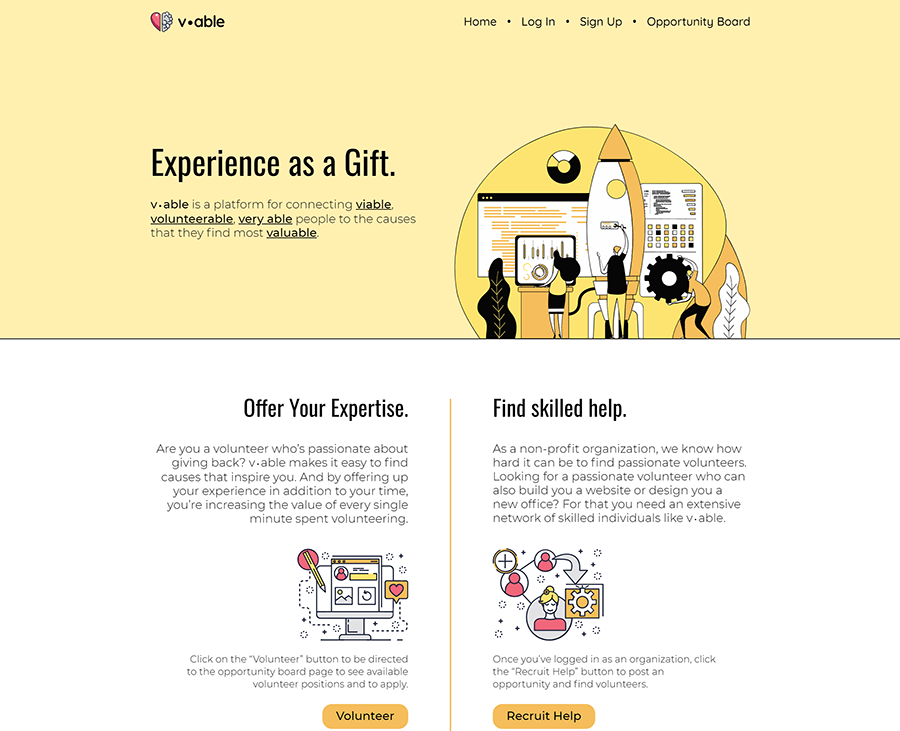 v•able
Home • Log In • Sign Up • Opportunity Board
Experience as a Gift.
v•able is a platform for connecting viable,
volunteerable, very able people to the causes
that they find most valuable.
Offer Your Expertise.
Are you a volunteer who’s passionate about
giving back? v•able makes it easy to find
causes that inspire you. And by offering up
your experience in addition to your time,
you’re increasing the value of every single
minute spent volunteering.
Click on the “Volunteer” button to be directed
to the opportunity board page to see available
volunteer positions and to apply.
Volunteer
Find skilled help.
As a non-profit organization, we know how
hard it can be to find passionate volunteers.
Looking for a passionate volunteer who can
also build you a website or design you a
new office? For that you need an extensive
network of skilled individuals like v•able.
Once you’ve logged in as an organization, click
the “Recruit Help” button to post an
opportunity and find volunteers.
Recruit Help